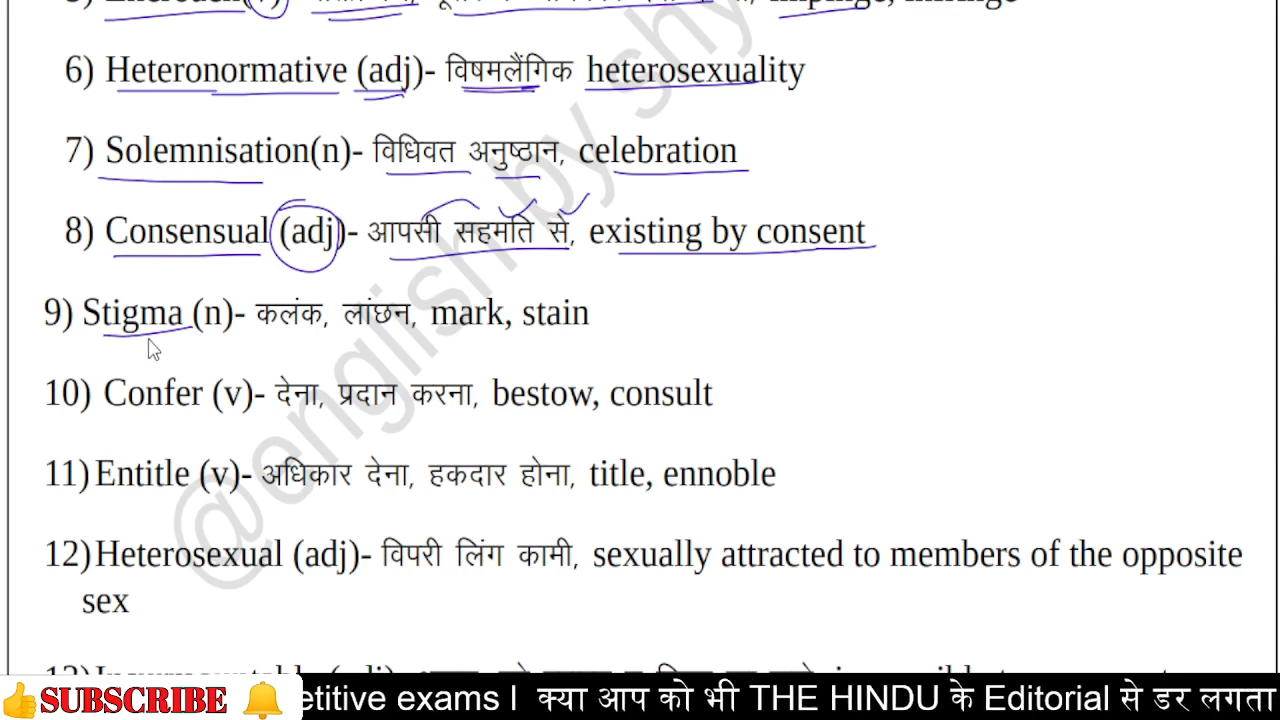 6) Heteronormative (adj)- विषमलैंगिक heterosexuality
7) Solemnisation(n)- विधिवत अनुष्ठान, celebration
8) Consensual (adj)- आपसी सहमति से, existing by consent
9) Stigma (n)- कलंक, लांछन, mark, stain
10) Confer (v)- देना, प्रदान करना, bestow, consult
11) Entitle (v)- अधिकार देना, हकदार होना, title, ennoble
12) Heterosexual (adj)- विपरी लिंग कामी, sexually attracted to members of the opposite
sex
@english by shy
👍 SUBSCRIBE 🔔 etitive exams l क्या आप को भी THE HINDU के Editorial से डर लगता